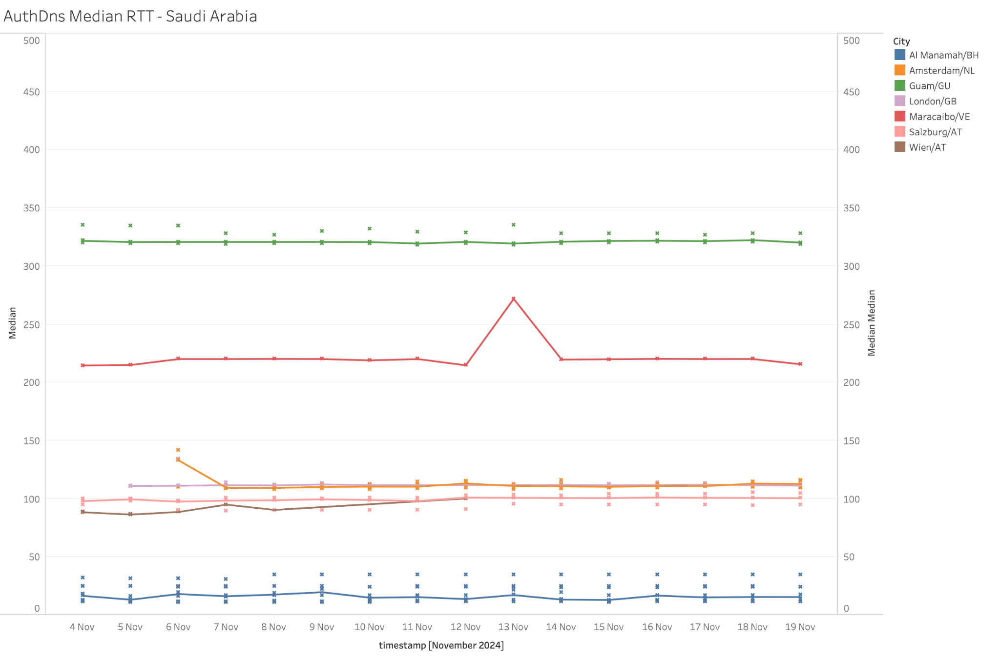 AuthDns Median RTT - Saudi Arabia
500
450
400
350
300
250
200
150
100
50
0
Median
500
450
400
350
300
250
200
150
100
50
0
Median Median
4 Nov 5 Nov 6 Nov 7 Nov 8 Nov 9 Nov 10 Nov 11 Nov 12 Nov 13 Nov 14 Nov 15 Nov 16 Nov 17 Nov 18 Nov 19 Nov
timestamp [November 2024]
City
Al Manamah/BH
Amsterdam/NL
Guam/GU
London/GB
Maracaibo/VE
Salzburg/AT
Wien/AT